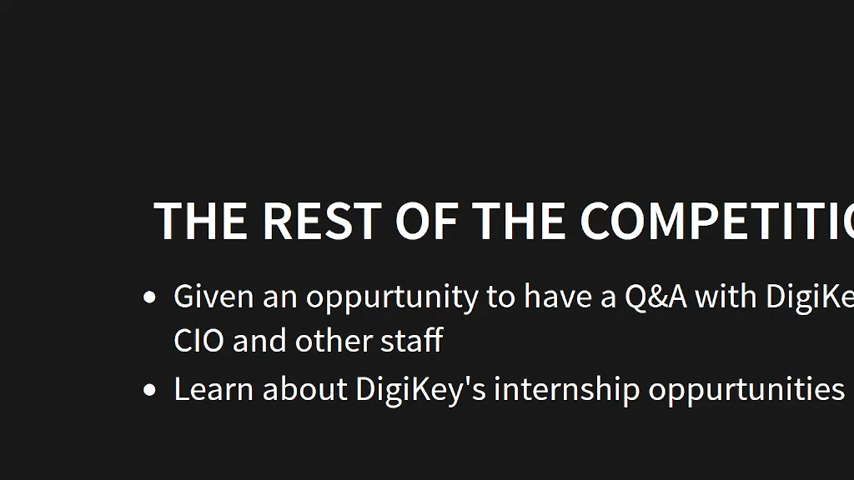 THE REST OF THE COMPETITIO
• Given an oppurtunity to have a Q&A with DigiKe
CIO and other staff
• Learn about DigiKey's internship oppurtunities